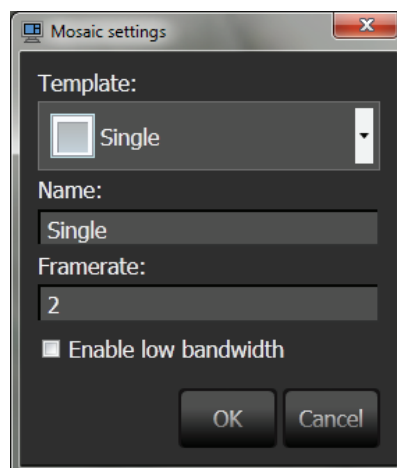 Mosaic settings
Template:
Single
Name:
Single
Framerate:
2
Enable low bandwidth
OK Cancel